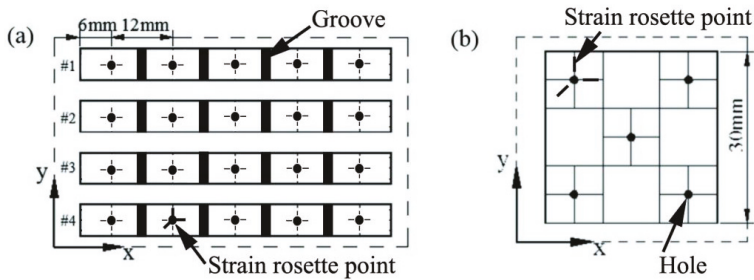 (a)
6mm 12mm
Groove
#1
#2
#3
#4
y
x
Strain rosette point
(b)
Strain rosette point
30mm
y
x
Hole